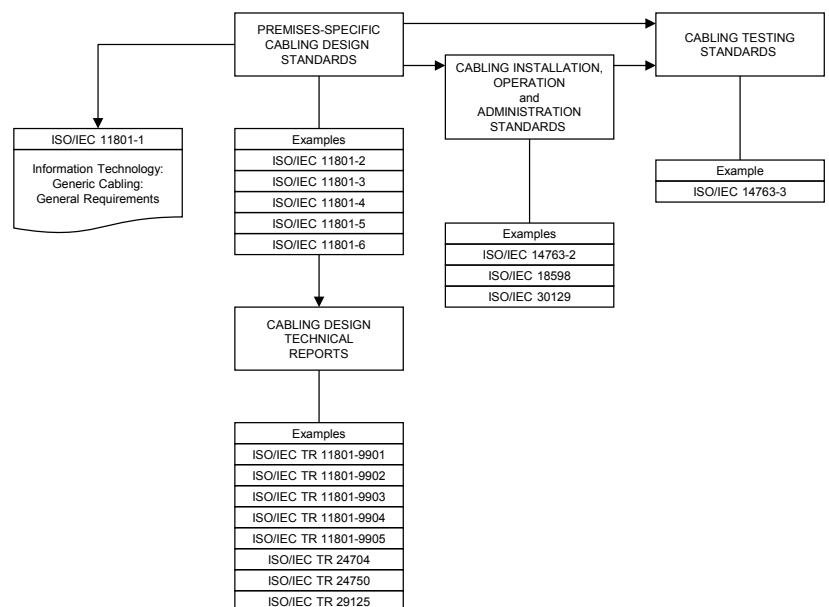 PREMISES-SPECIFIC
CABLING DESIGN
STANDARDS
CABLING TESTING
STANDARDS
CABLING INSTALLATION,
OPERATION
and
ADMINISTRATION
STANDARDS
ISO/IEC 11801-1
Information Technology:
Generic Cabling:
General Requirements
Examples
ISO/IEC 11801-2
ISO/IEC 11801-3
ISO/IEC 11801-4
ISO/IEC 11801-5
ISO/IEC 11801-6
Example
ISO/IEC 14763-3
Examples
ISO/IEC 14763-2
ISO/IEC 18598
ISO/IEC 30129
CABLING DESIGN
TECHNICAL
REPORTS
Examples
ISO/IEC TR 11801-9901
ISO/IEC TR 11801-9902
ISO/IEC TR 11801-9903
ISO/IEC TR 11801-9904
ISO/IEC TR 11801-9905
ISO/IEC TR 24704
ISO/IEC TR 24750
ISO/IEC TR 29125